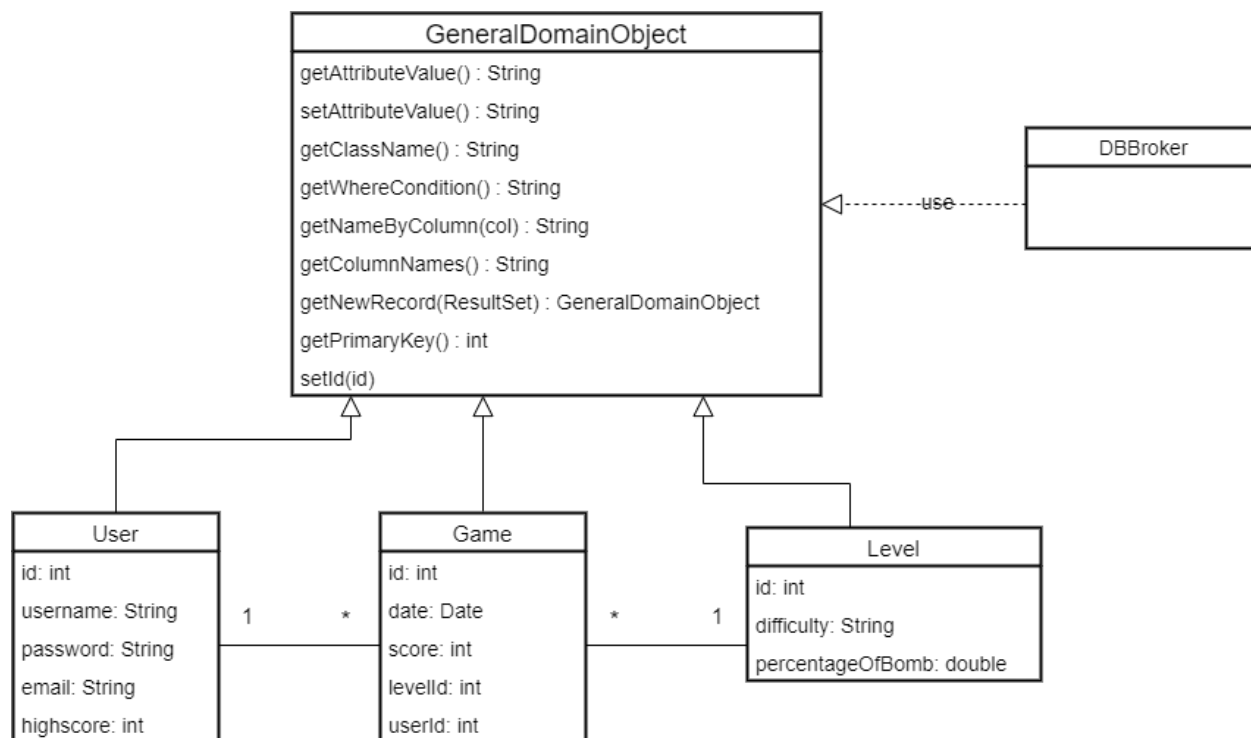 GeneralDomainObject
getAttributeValue() : String
setAttributeValue() : String
getClassName() : String
getWhereCondition() : String
getNameByColumn(col) : String
getColumnNames() : String
getNewRecord(ResultSet) : GeneralDomainObject
getPrimaryKey() : int
setId(id)
use
DBBroker
User
id: int
username: String
password: String
email: String
highscore: int
1
*
Game
id: int
date: Date
score: int
levelId: int
userId: int
*
1
Level
id: int
difficulty: String
percentageOfBomb: double